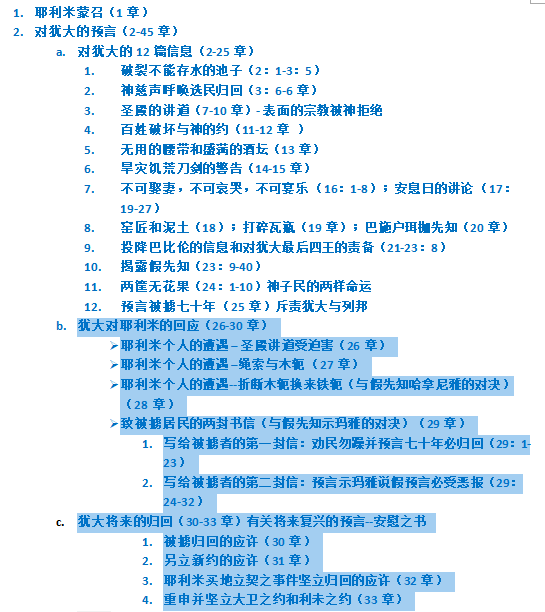 1. 耶利米蒙召（1 章）
2. 对犹大的预言（2-45 章）
a. 对犹大的 12 篇信息（2-25 章）
1. 破裂不能存水的池子（2：1-3：5）
2. 神慈声呼唤选民归回（3：6-6 章）
3. 圣殿的讲道（7-10 章）- 表面的宗教被神拒绝
4. 百姓破坏与神的约（11-12 章 ）
5. 无用的腰带和盛满的酒坛（13 章）
6. 旱灾饥荒刀剑的警告（14-15 章）
7. 不可娶妻，不可哀哭，不可宴乐（16：1-8）；安息日的讲论（17：
19-27）
8. 窑匠和泥土（18）；打碎瓦瓶（19 章）；巴施户珥枷先知（20 章）
9. 投降巴比伦的信息和对犹大最后四王的责备（21-23：8）
10. 揭露假先知（23：9-40）
11. 两筐无花果（24：1-10）神子民的两样命运
12. 预言被掳七十年（25 章）斥责犹大与列邦
b. 犹大对耶利米的回应（26-30 章）
➢耶利米个人的遭遇 – 圣殿讲道受迫害（26 章）
➢耶利米个人的遭遇 –绳索与木轭（27 章）
➢耶利米个人的遭遇--折断木轭换来铁轭（与假先知哈拿尼雅的对决）
（28 章）
➢致被掳居民的两封书信（与假先知示玛雅的对决）（29 章）
1. 写给被掳者的第一封信：劝民勿躁并预言七十年必归回（29：1-
23）
2. 写给被掳者的第二封信：预言示玛雅说假预言必受恶报（29：
24-32）
c. 犹大将来的归回（30-33 章）有关将来复兴的预言--安慰之书
1. 被掳归回的应许（30 章）
2. 另立新约的应许（31 章）
3. 耶利米买地立契之事件坚立归回的应许（32 章）
4. 重申并坚立大卫之约和利未之约（33 章）